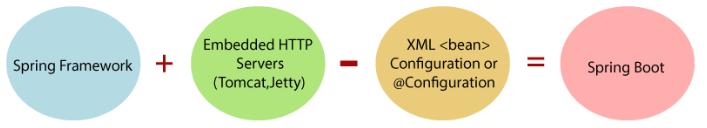 Spring Framework
+
Embedded HTTP
Servers
(Tomcat,Jetty)
-
XML <bean>
Configuration or
@Configuration
=
Spring Boot